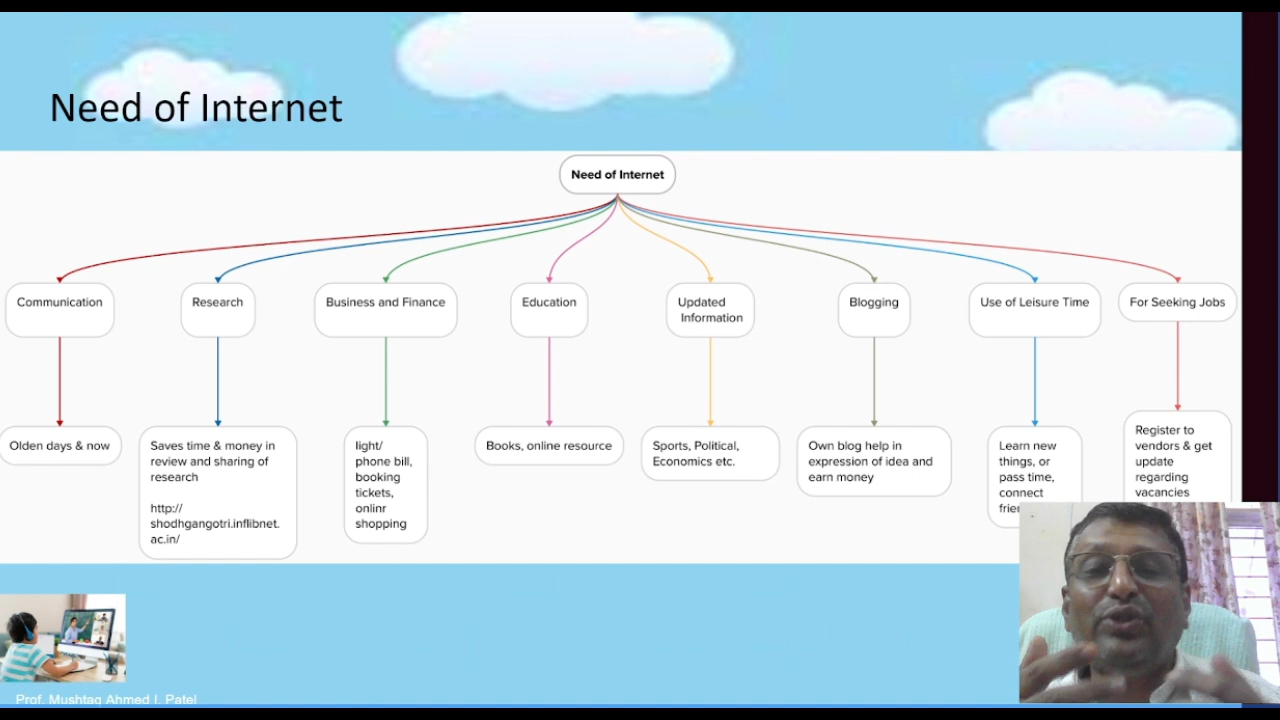 Need of Internet
Need of Internet
Communication
Research
Business and Finance
Education
Updated
Information
Blogging
Use of Leisure Time
For Seeking Jobs
Olden days & now
Saves time & money in
review and sharing of
research
http://
shodhgangotri.inflibnet.
ac.in/
light/
phone bill,
booking
tickets,
onlinr
shopping
Books, online resource
Sports, Political,
Economics etc.
Own blog help in
expression of idea and
earn money
Learn new
things, or
pass time,
connect
Register to
vendors & get
update
regarding
vacancies
Prof. Mushtaq Ahmed I. Patel